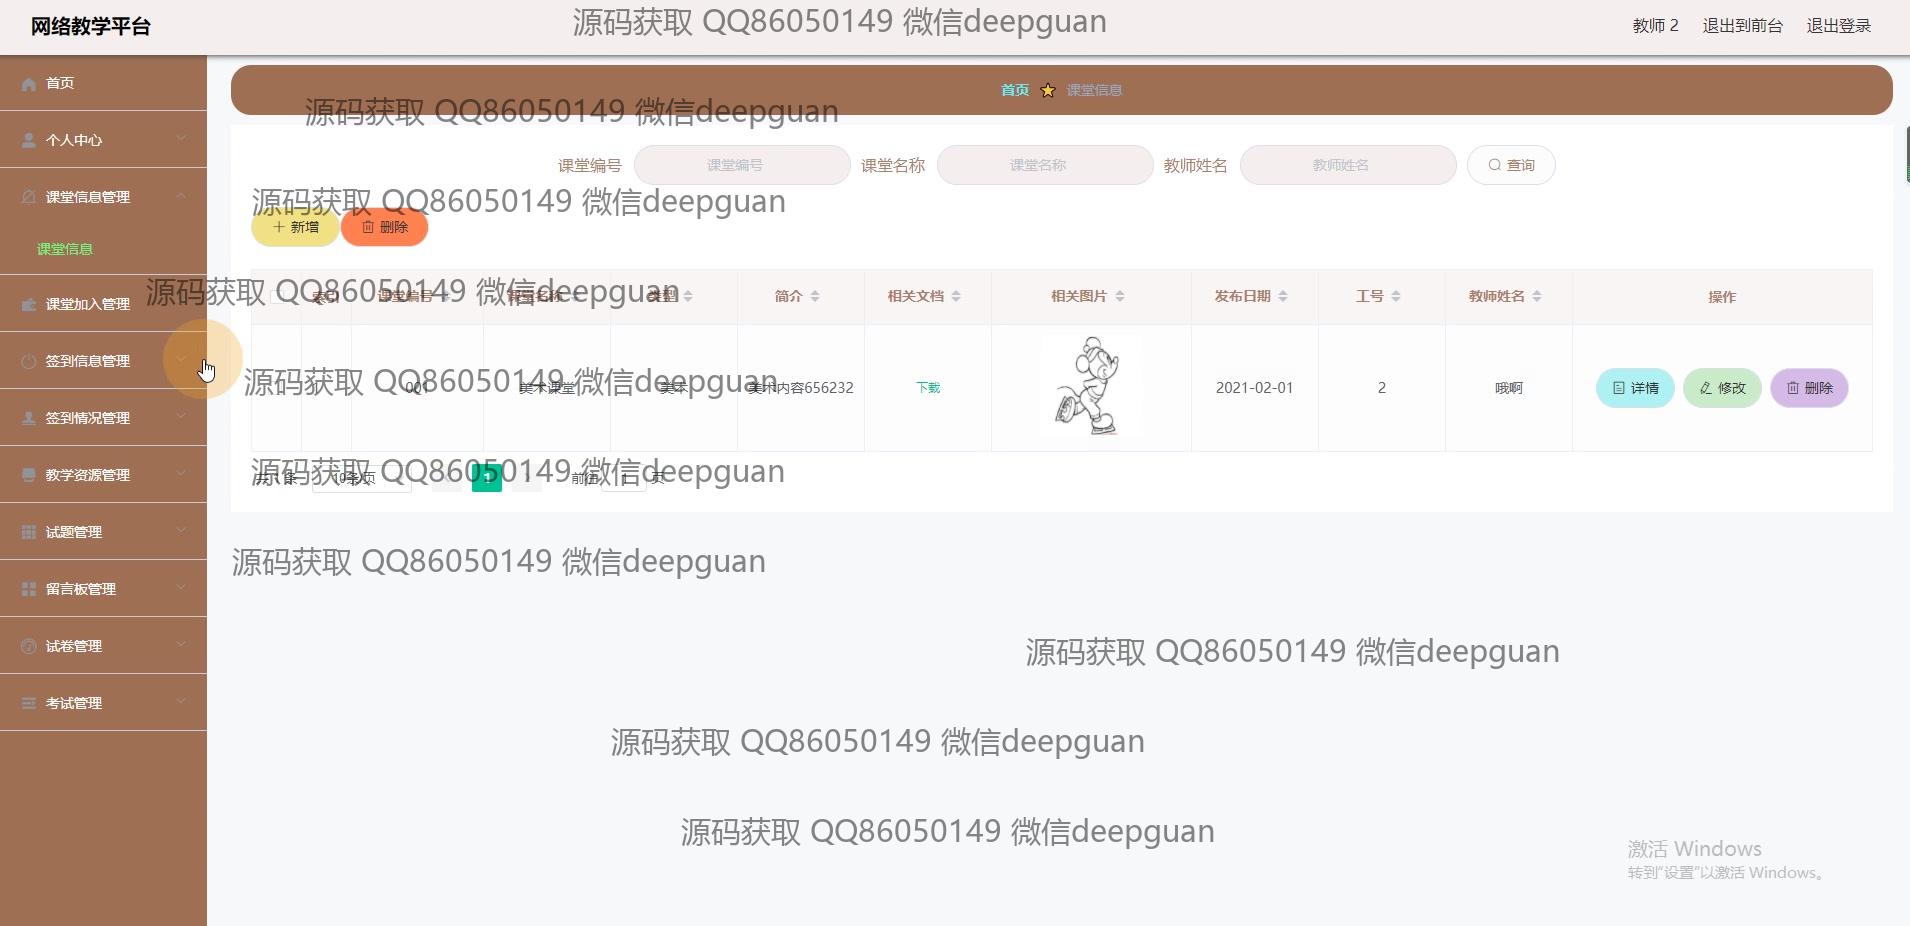 网络教学平台
源码获取 QQ86050149 微信deepguan
教师 2 退出到前台 退出登录
首页
个人中心
课堂信息管理
课堂信息
课堂加入管理
签到信息管理
签到情况管理
教学资源管理
试题管理
留言板管理
试卷管理
考试管理
首页 课堂信息
源码获取 QQ86050149 微信deepguan
课堂编号 课堂编号 课堂名称 课堂名称 教师姓名 教师姓名 查询
源码获取 QQ86050149 微信deepguan
新增 删除
源码获取 QQ86050149 微信deepguan
索引 课堂编号 课堂名称 类型 简介 相关文档 相关图片 发布日期 工号 教师姓名 操作
源码获取 QQ86050149 微信deepguan
001 美术课堂 美术 美术内容656232 下载 2021-02-01 2 哦啊 详情 修改 删除
源码获取 QQ86050149 微信deepguan
共 1 条 10条/页 1 前往 1 页
源码获取 QQ86050149 微信deepguan
源码获取 QQ86050149 微信deepguan
源码获取 QQ86050149 微信deepguan
源码获取 QQ86050149 微信deepguan
激活 Windows
转到“设置”以激活 Windows。